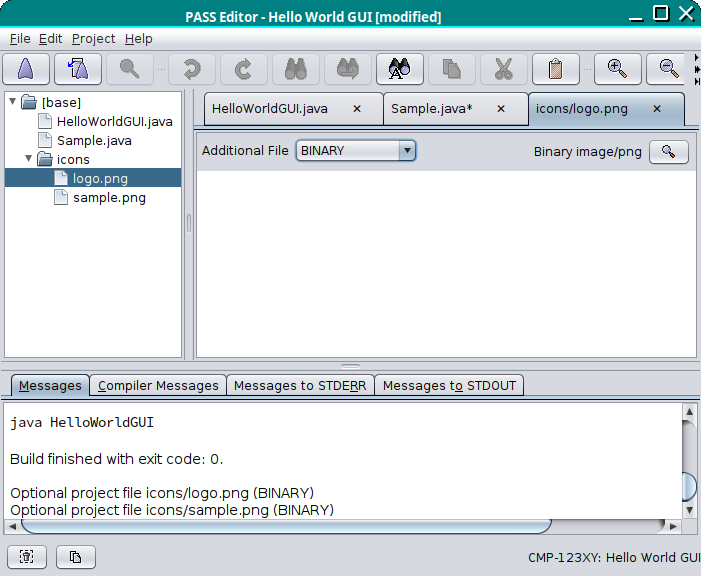 PASS Editor - Hello World GUI [modified]
File Edit Project Help
A
[base]
HelloWorldGUI.java
Sample.java
icons
logo.png
sample.png
HelloWorldGUI.java
Sample.java*
icons/logo.png
Additional File BINARY Binary image/png
Messages Compiler Messages Messages to STDERR Messages to STDOUT
java HelloWorldGUI
Build finished with exit code: 0.
Optional project file icons/logo.png (BINARY)
Optional project file icons/sample.png (BINARY)
CMP-123XY: Hello World GUI